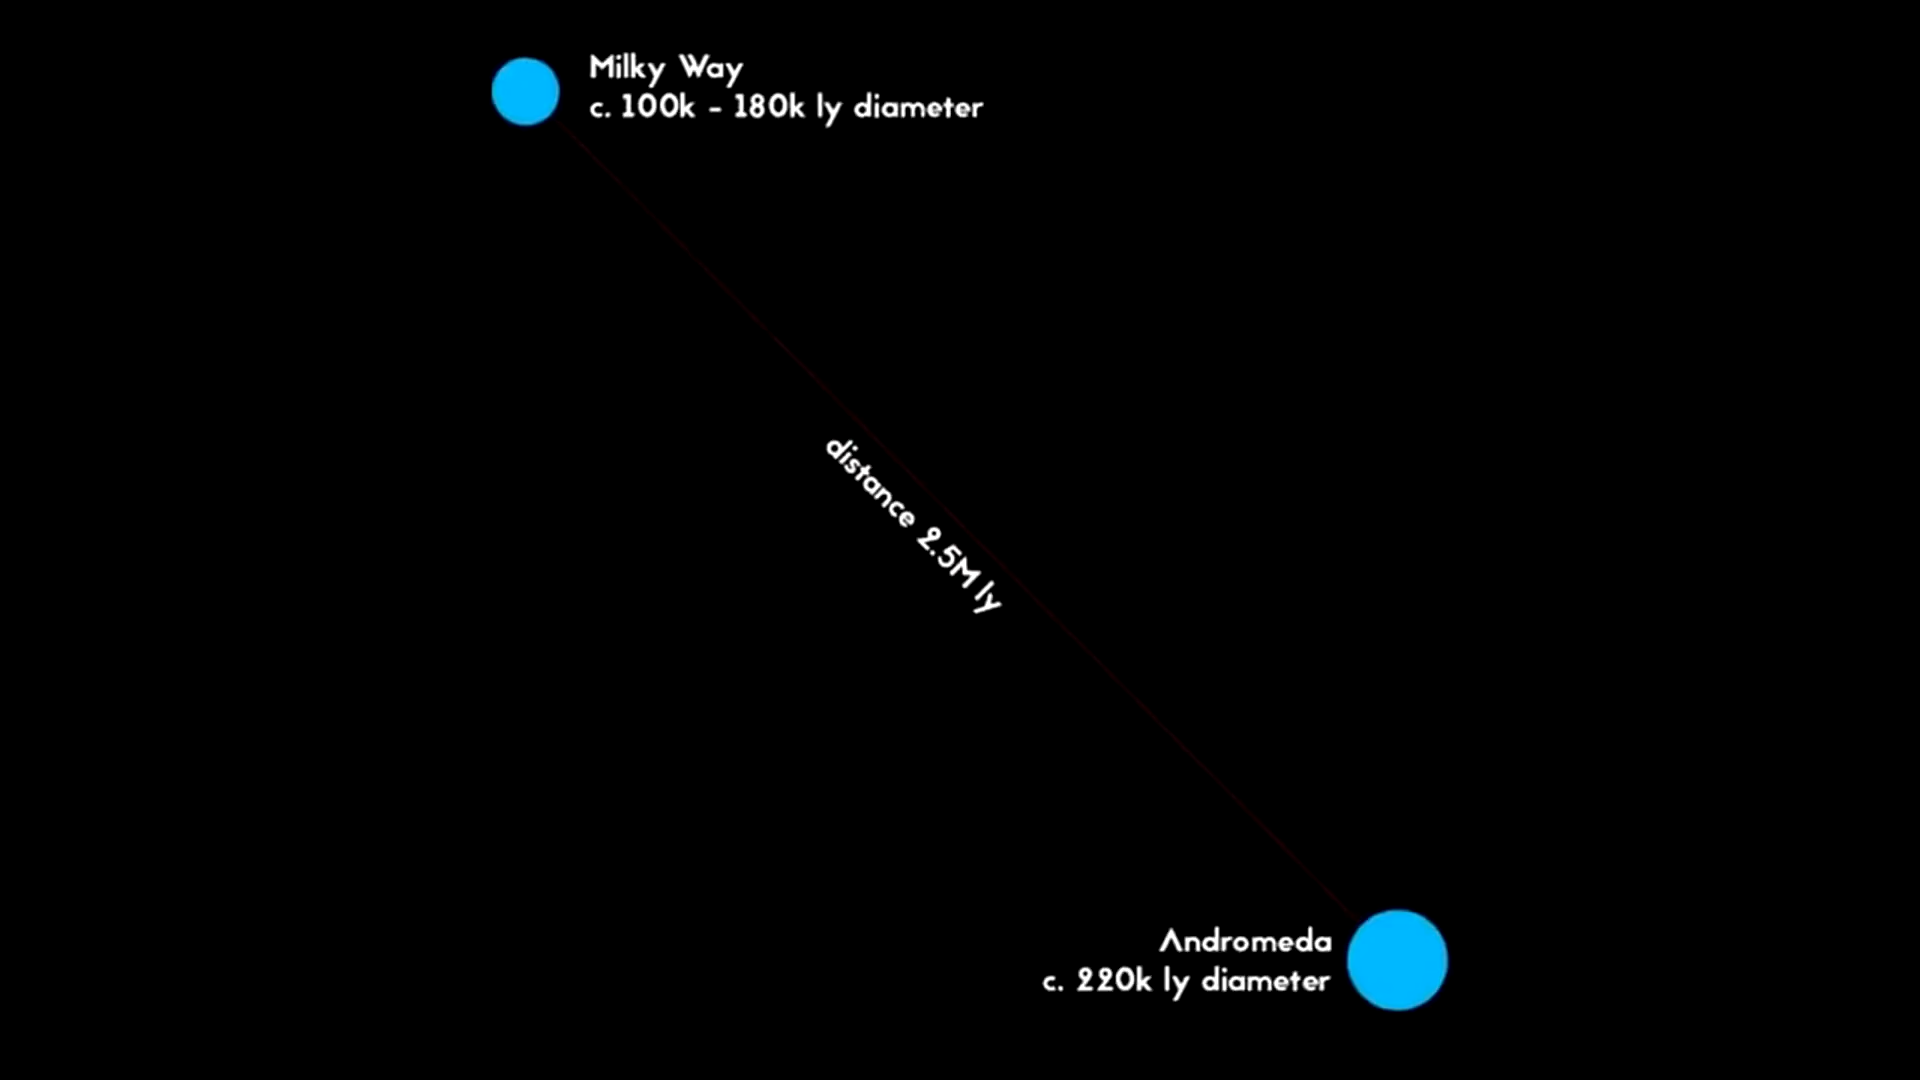 Milky Way
c. 100k - 180k ly diameter
distance 2.5M ly
Andromeda
c. 220k ly diameter